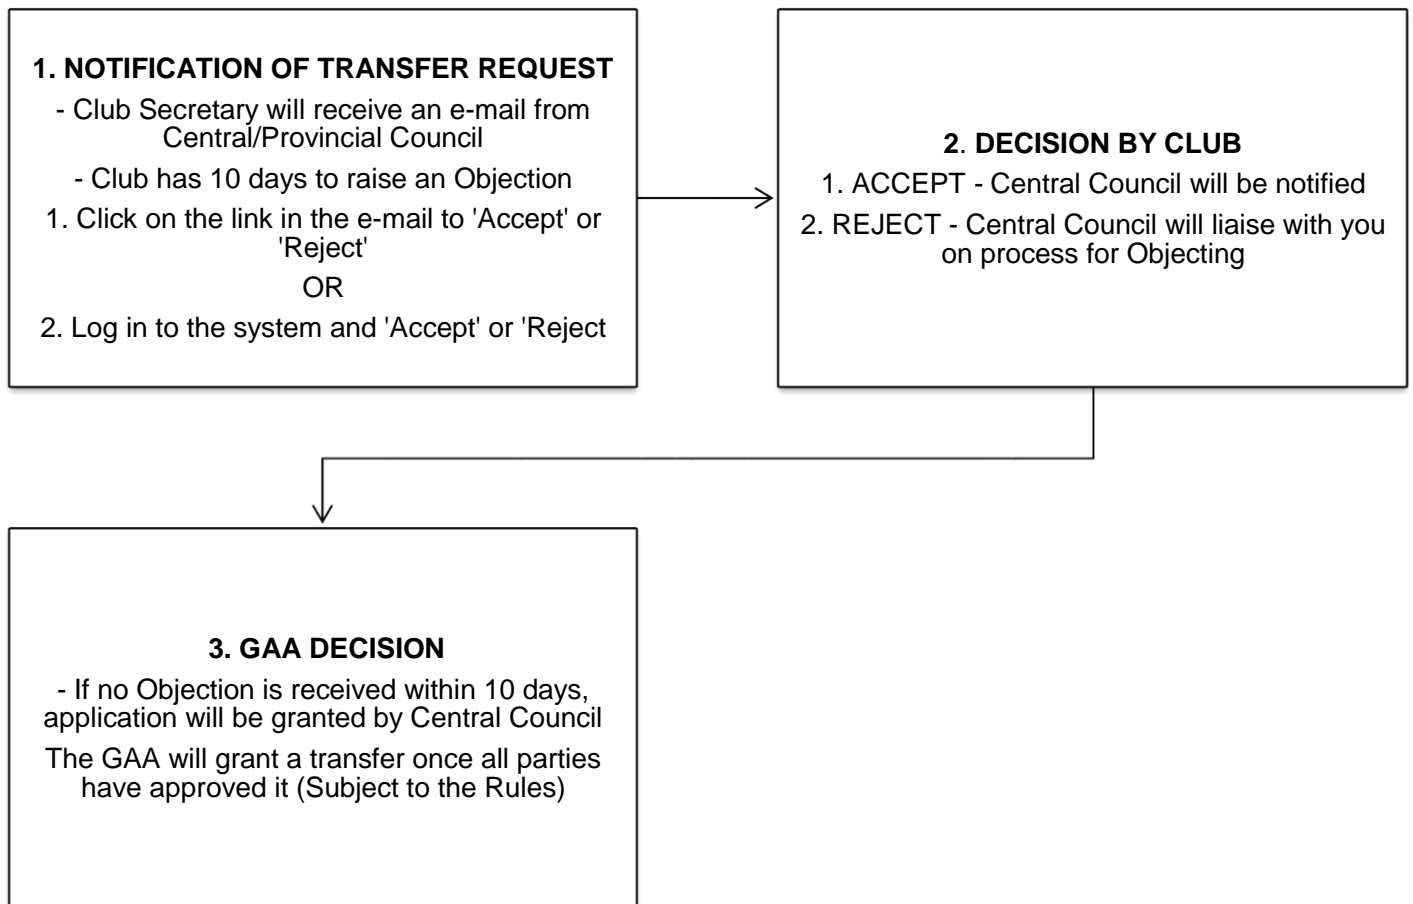 1. NOTIFICATION OF TRANSFER REQUEST
- Club Secretary will receive an e-mail from
Central/Provincial Council
- Club has 10 days to raise an Objection
1. Click on the link in the e-mail to 'Accept' or
'Reject'
OR
2. Log in to the system and 'Accept' or 'Reject
2. DECISION BY CLUB
1. ACCEPT - Central Council will be notified
2. REJECT - Central Council will liaise with you
on process for Objecting
3. GAA DECISION
- If no Objection is received within 10 days,
application will be granted by Central Council
The GAA will grant a transfer once all parties
have approved it (Subject to the Rules)